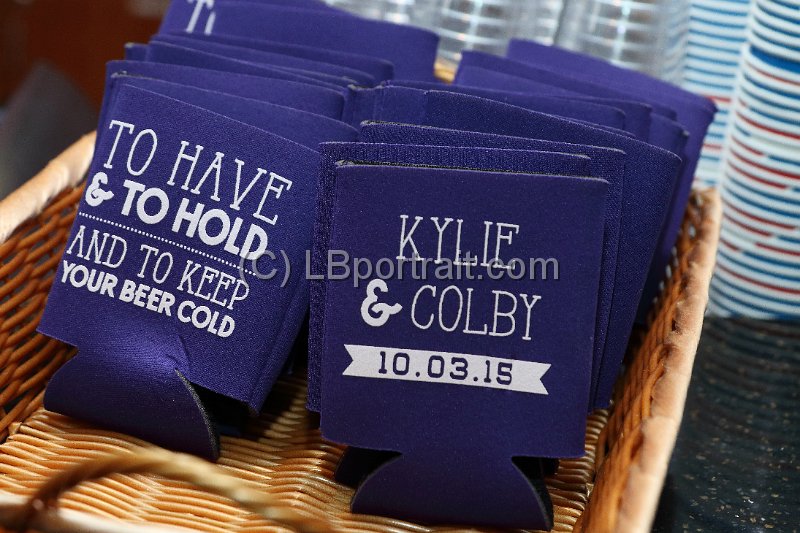 TO HAVE
& TO HOLD
AND TO KEEP
YOUR BEER COLD
KYLIE
& COLBY
10.03.15
(C) LBportrait.com